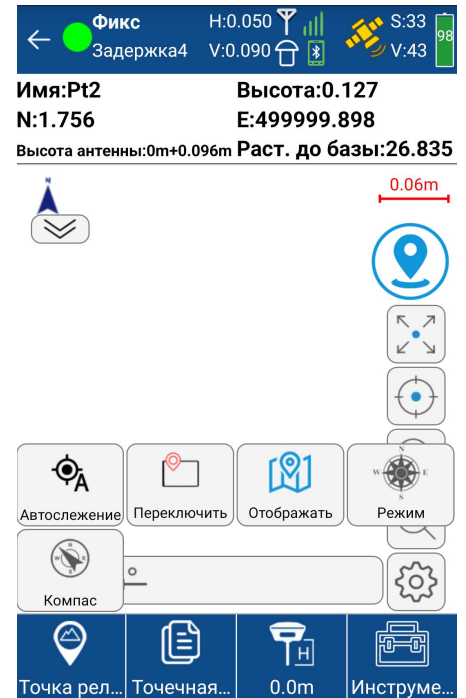 Фикс H:0.050 S:33 98
Задержка4 V:0.090 V:43
Имя:Pt2 Высота:0.127
N:1.756 E:499999.898
Высота антенны:0m+0.096m Раст. до базы:26.835
N
0.06m
N
W E
S
Автослежение Переключить Отображать Режим
Компас
Точка рел... Точечная... 0.0m Инструме...